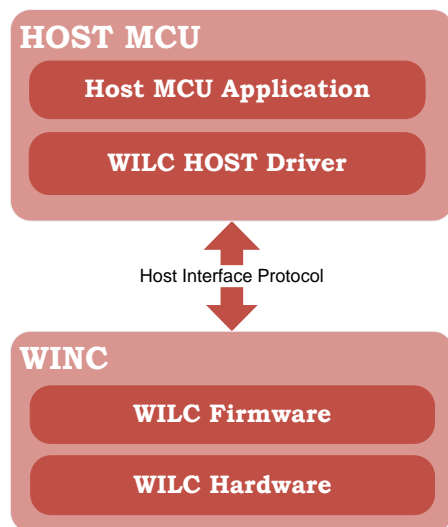 HOST MCU
Host MCU Application
WILC HOST Driver
Host Interface Protocol
WINC
WILC Firmware
WILC Hardware